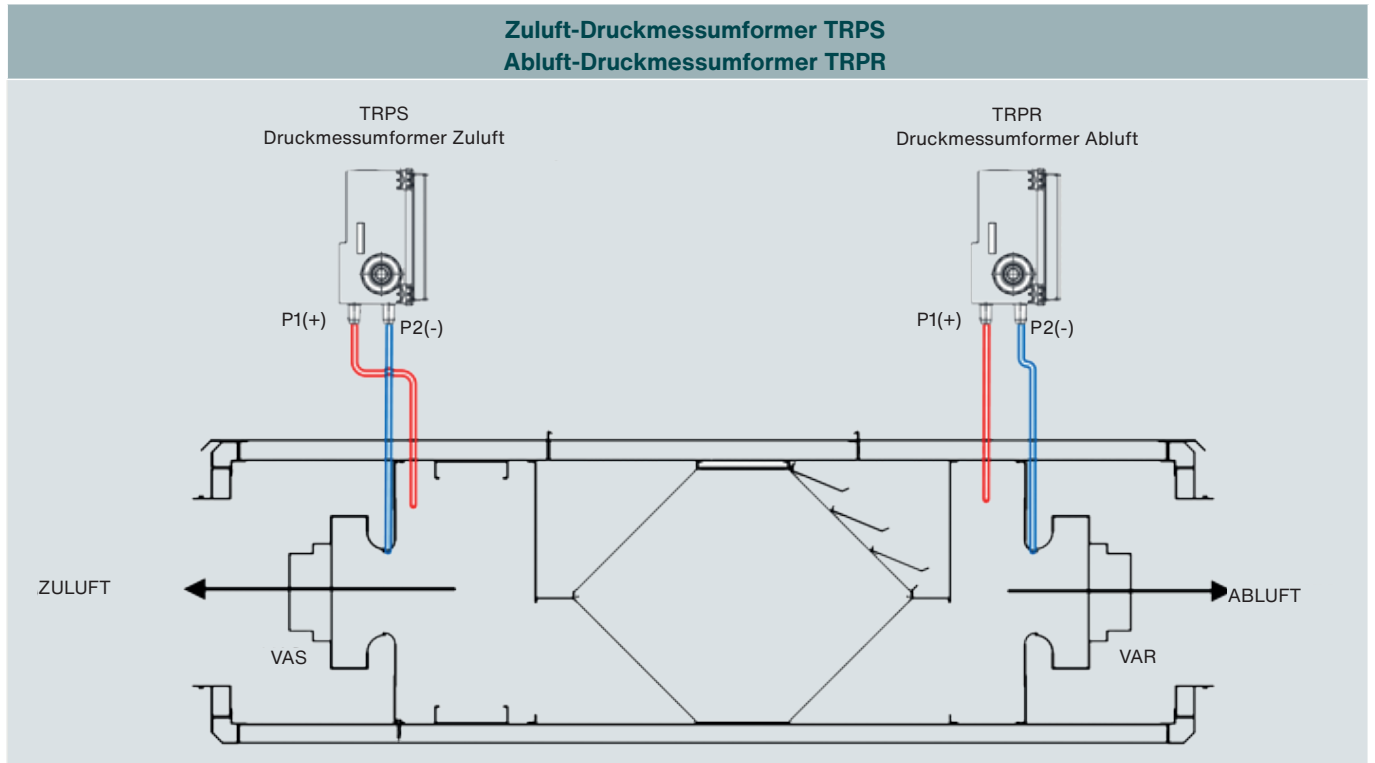 Zuluft-Druckmessumformer TRPS
Abluft-Druckmessumformer TRPR
TRPS
Druckmessumformer Zuluft
TRPR
Druckmessumformer Abluft
P1(+)
P2(-)
P1(+)
P2(-)
ZULUFT
ABLUFT
VAS
VAR